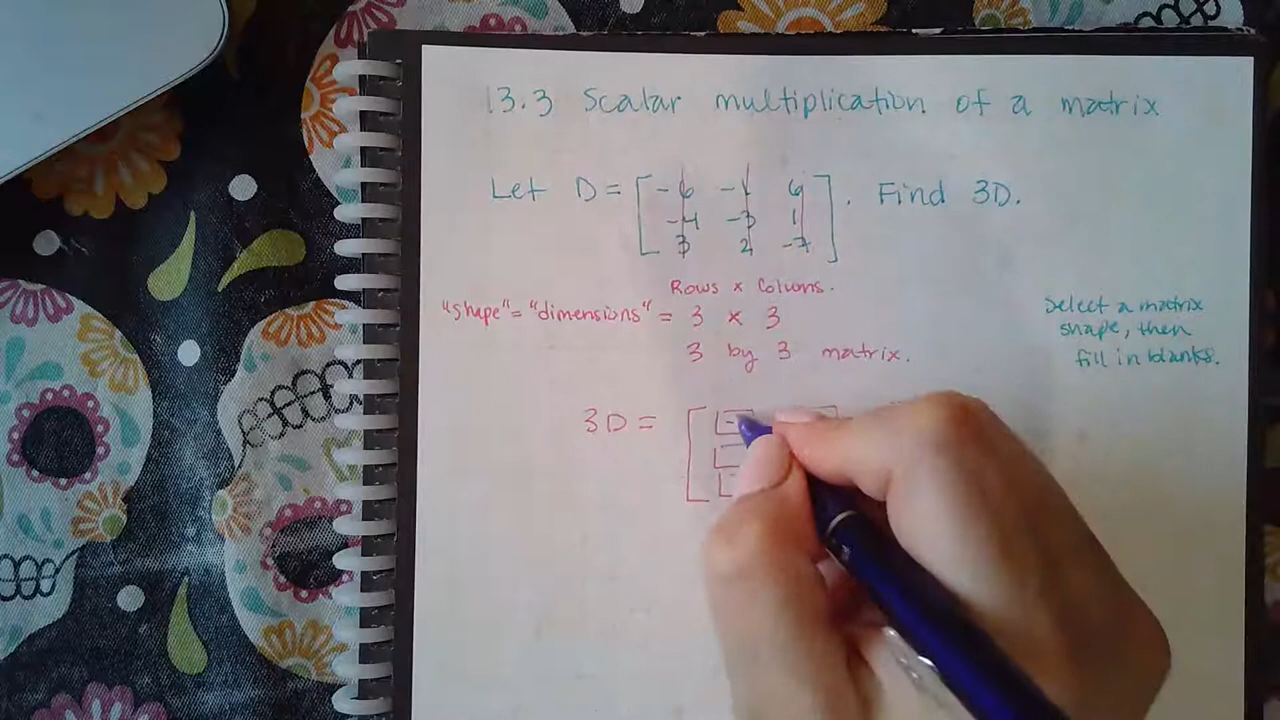 13.3 Scalar multiplication of a matrix
Let D = [ -6 -1 6 ]. Find 3D.
-4 -3 1
3 2 -7
Rows x Colums.
"shape" = "dimensions" = 3 x 3
3 by 3 matrix.
Select a matrix
shape, then
fill in blanks.
3D = [